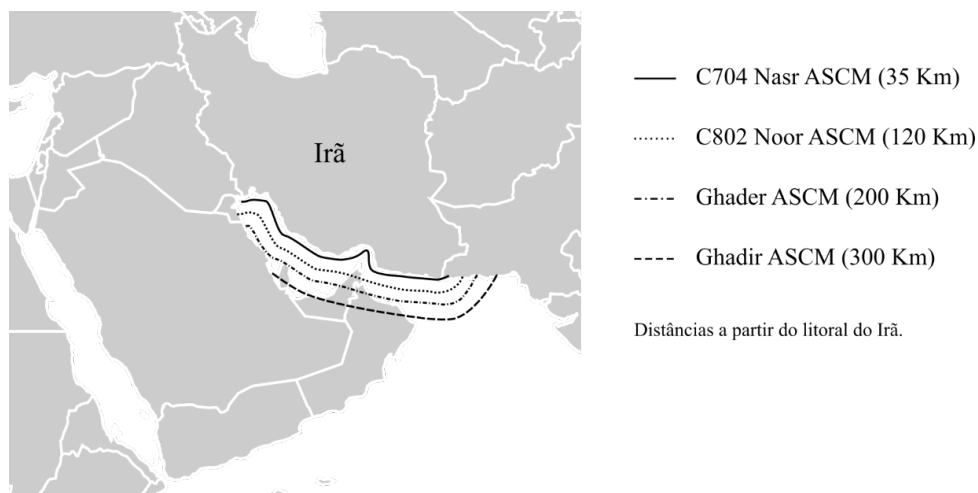 Irã
C704 Nasr ASCM (35 Km)
C802 Noor ASCM (120 Km)
Ghader ASCM (200 Km)
Ghadir ASCM (300 Km)
Distâncias a partir do litoral do Irã.